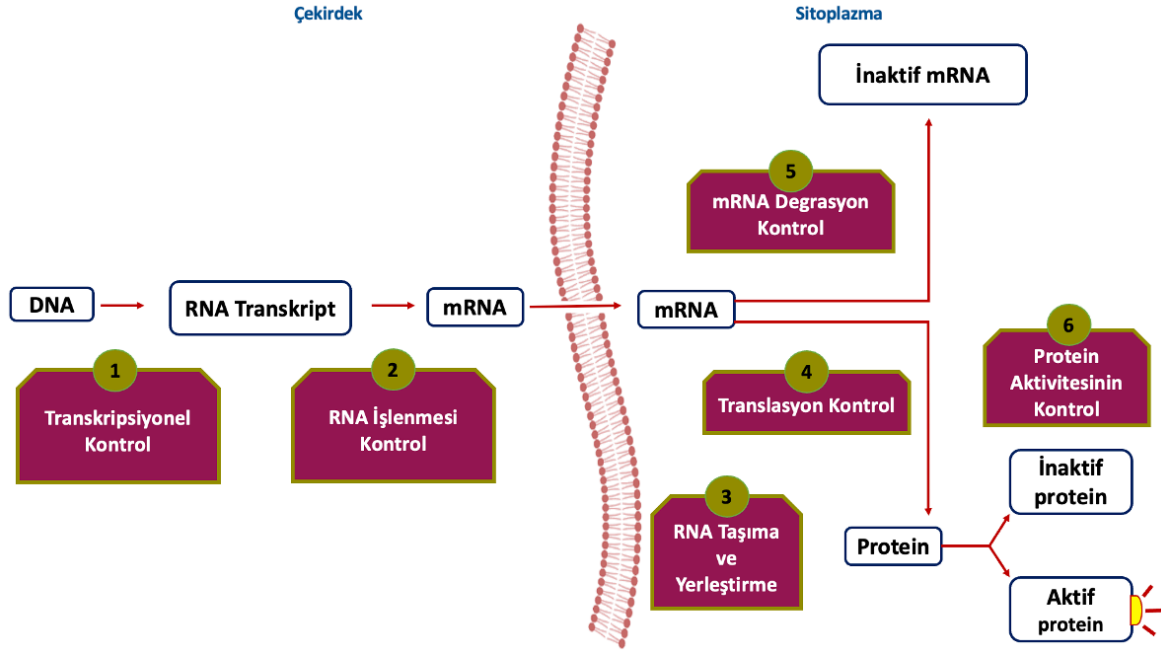 Çekirdek
Sitoplazma
İnaktif mRNA
5
mRNA Degrasyon
Kontrol
DNA
RNA Transkript
mRNA
mRNA
1
Transkripsiyonel
Kontrol
2
RNA İşlenmesi
Kontrol
4
Translasyon Kontrol
6
Protein
Aktivitesinin
Kontrol
3
RNA Taşıma
ve
Yerleştirme
Protein
İnaktif
protein
Aktif
protein